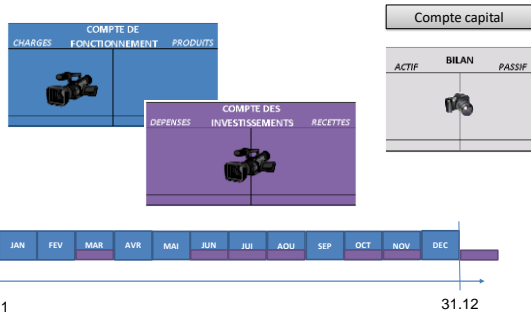 COMPTE DE
CHARGES FONCTIONNEMENT PRODUITS
Compte capital
ACTIF BILAN PASSIF
COMPTE DES
DEPENSES INVESTISSEMENTS RECETTES
JAN FEV MAR AVR MAI JUN JUI AOU SEP OCT NOV DEC
1 31.12